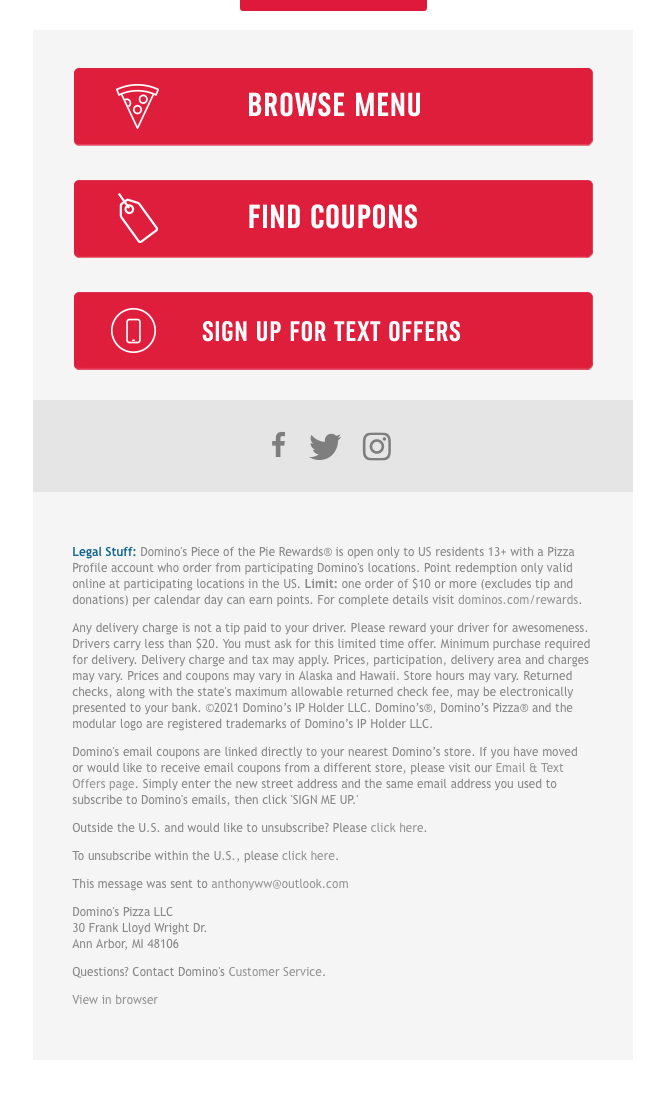 BROWSE MENU
FIND COUPONS
SIGN UP FOR TEXT OFFERS
Legal Stuff: Domino's Piece of the Pie Rewards® is open only to US residents 13+ with a Pizza
Profile account who order from participating Domino's locations. Point redemption only valid
online at participating locations in the US. Limit: one order of $10 or more (excludes tip and
donations) per calendar day can earn points. For complete details visit dominos.com/rewards.
Any delivery charge is not a tip paid to your driver. Please reward your driver for awesomeness.
Drivers carry less than $20. You must ask for this limited time offer. Minimum purchase required
for delivery. Delivery charge and tax may apply. Prices, participation, delivery area and charges
may vary. Prices and coupons may vary in Alaska and Hawaii. Store hours may vary. Returned
checks, along with the state's maximum allowable returned check fee, may be electronically
presented to your bank. ©2021 Domino’s IP Holder LLC. Domino’s®, Domino’s Pizza® and the
modular logo are registered trademarks of Domino’s IP Holder LLC.
Domino's email coupons are linked directly to your nearest Domino’s store. If you have moved
or would like to receive email coupons from a different store, please visit our Email & Text
Offers page. Simply enter the new street address and the same email address you used to
subscribe to Domino's emails, then click 'SIGN ME UP.'
Outside the U.S. and would like to unsubscribe? Please click here.
To unsubscribe within the U.S., please click here.
This message was sent to anthonyww@outlook.com
Domino's Pizza LLC
30 Frank Lloyd Wright Dr.
Ann Arbor, MI 48106
Questions? Contact Domino's Customer Service.
View in browser